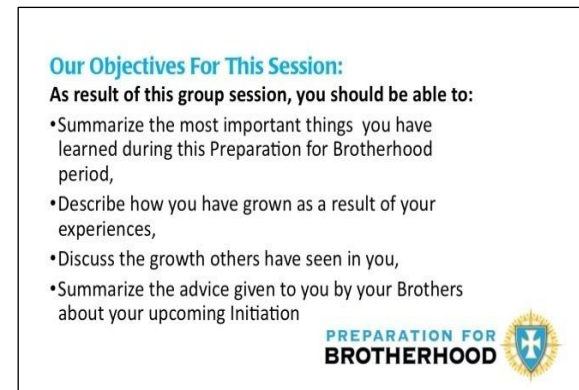 Our Objectives For This Session:
As result of this group session, you should be able to:
•Summarize the most important things you have
learned during this Preparation for Brotherhood
period,
•Describe how you have grown as a result of your
experiences,
•Discuss the growth others have seen in you,
•Summarize the advice given to you by your Brothers
about your upcoming Initiation
PREPARATION FOR
BROTHERHOOD